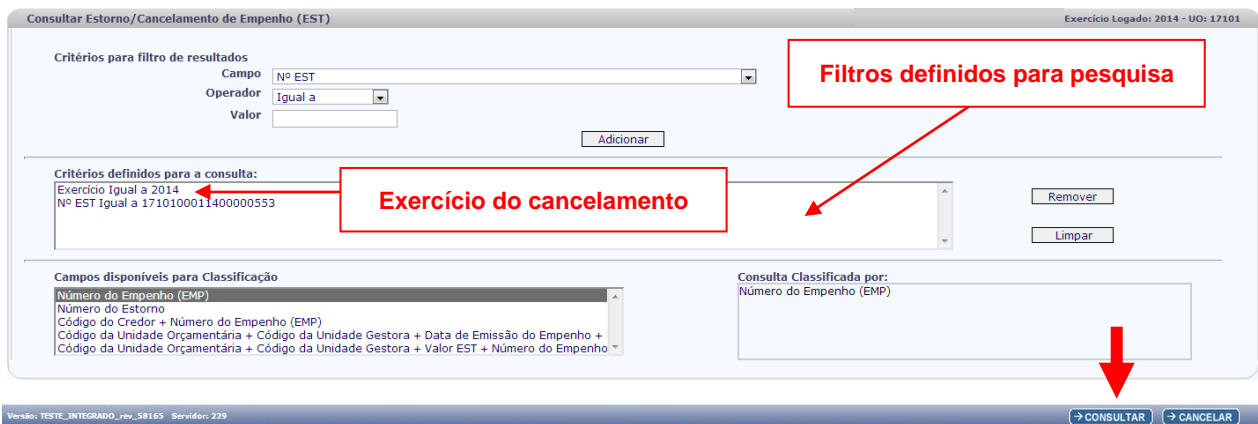 Consultar Estorno/Cancelamento de Empenho (EST)
Exercício Logado: 2014 - UO: 17101
Critérios para filtro de resultados
Campo Nº EST
Operador Igual a
Valor
Adicionar
Filtros definidos para pesquisa
Critérios definidos para a consulta:
Exercício Igual a 2014
Nº EST Igual a 1710100011400000553
Exercício do cancelamento
Remover
Limpar
Campos disponíveis para Classificação
Número do Empenho (EMP)
Número do Estorno
Código do Credor + Número do Empenho (EMP)
Código da Unidade Orçamentária + Código da Unidade Gestora + Data de Emissão do Empenho +
Código da Unidade Orçamentária + Código da Unidade Gestora + Valor EST + Número do Empenho
Consulta Classificada por:
Número do Empenho (EMP)
Versão: TESTE_INTEGRADO_rev_58165 Servidor: 229
CONSULTAR
CANCELAR